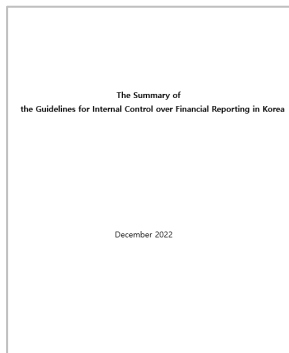 The Summary of
the Guidelines for Internal Control over Financial Reporting in Korea
December 2022